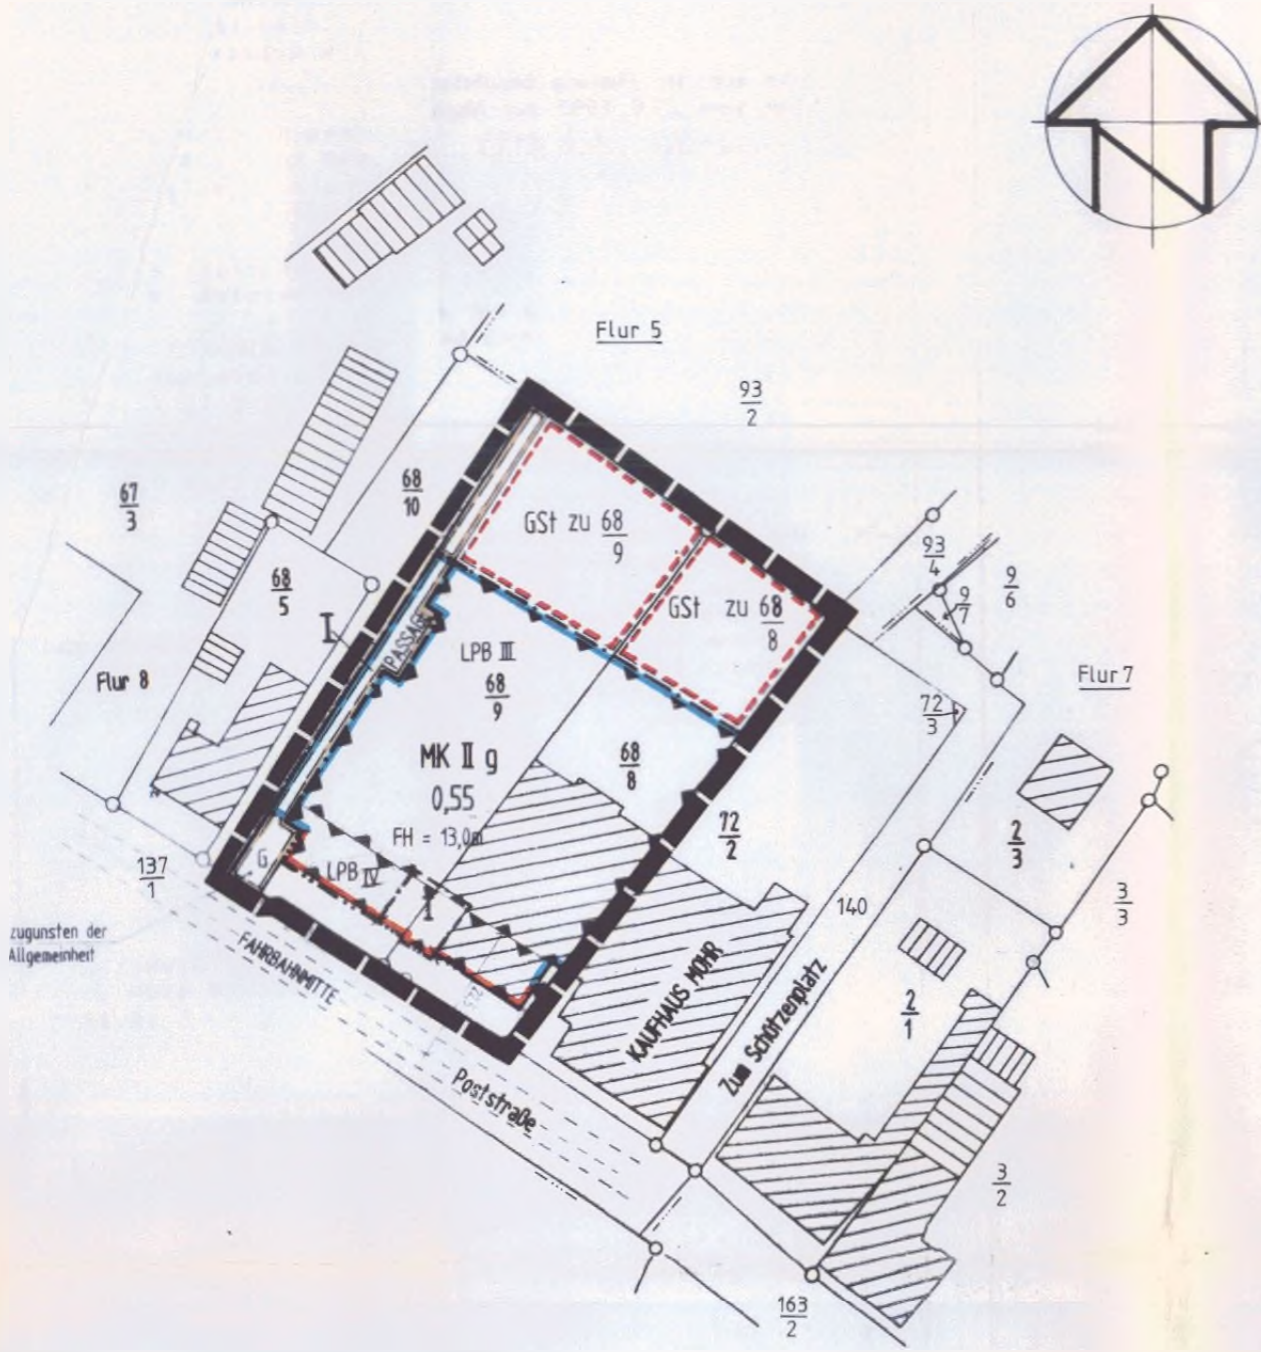 N
Flur 5
93
2
67
3
68
10
GSt zu 68
9
93
4
9
6
9
7
68
5
I
PASSAGE
LPB III
68
9
GSt zu 68
8
Flur 8
Flur 7
72
3
MK II g
0,55
FH = 13,0m
68
8
72
2
2
3
137
1
G
LPB IV
I
140
3
3
zugunsten der
Allgemeinheit
FAHRBAHNMITTE
KAUFHAUS MOHR
Zum Schützenplatz
2
1
Poststraße
3
2
163
2